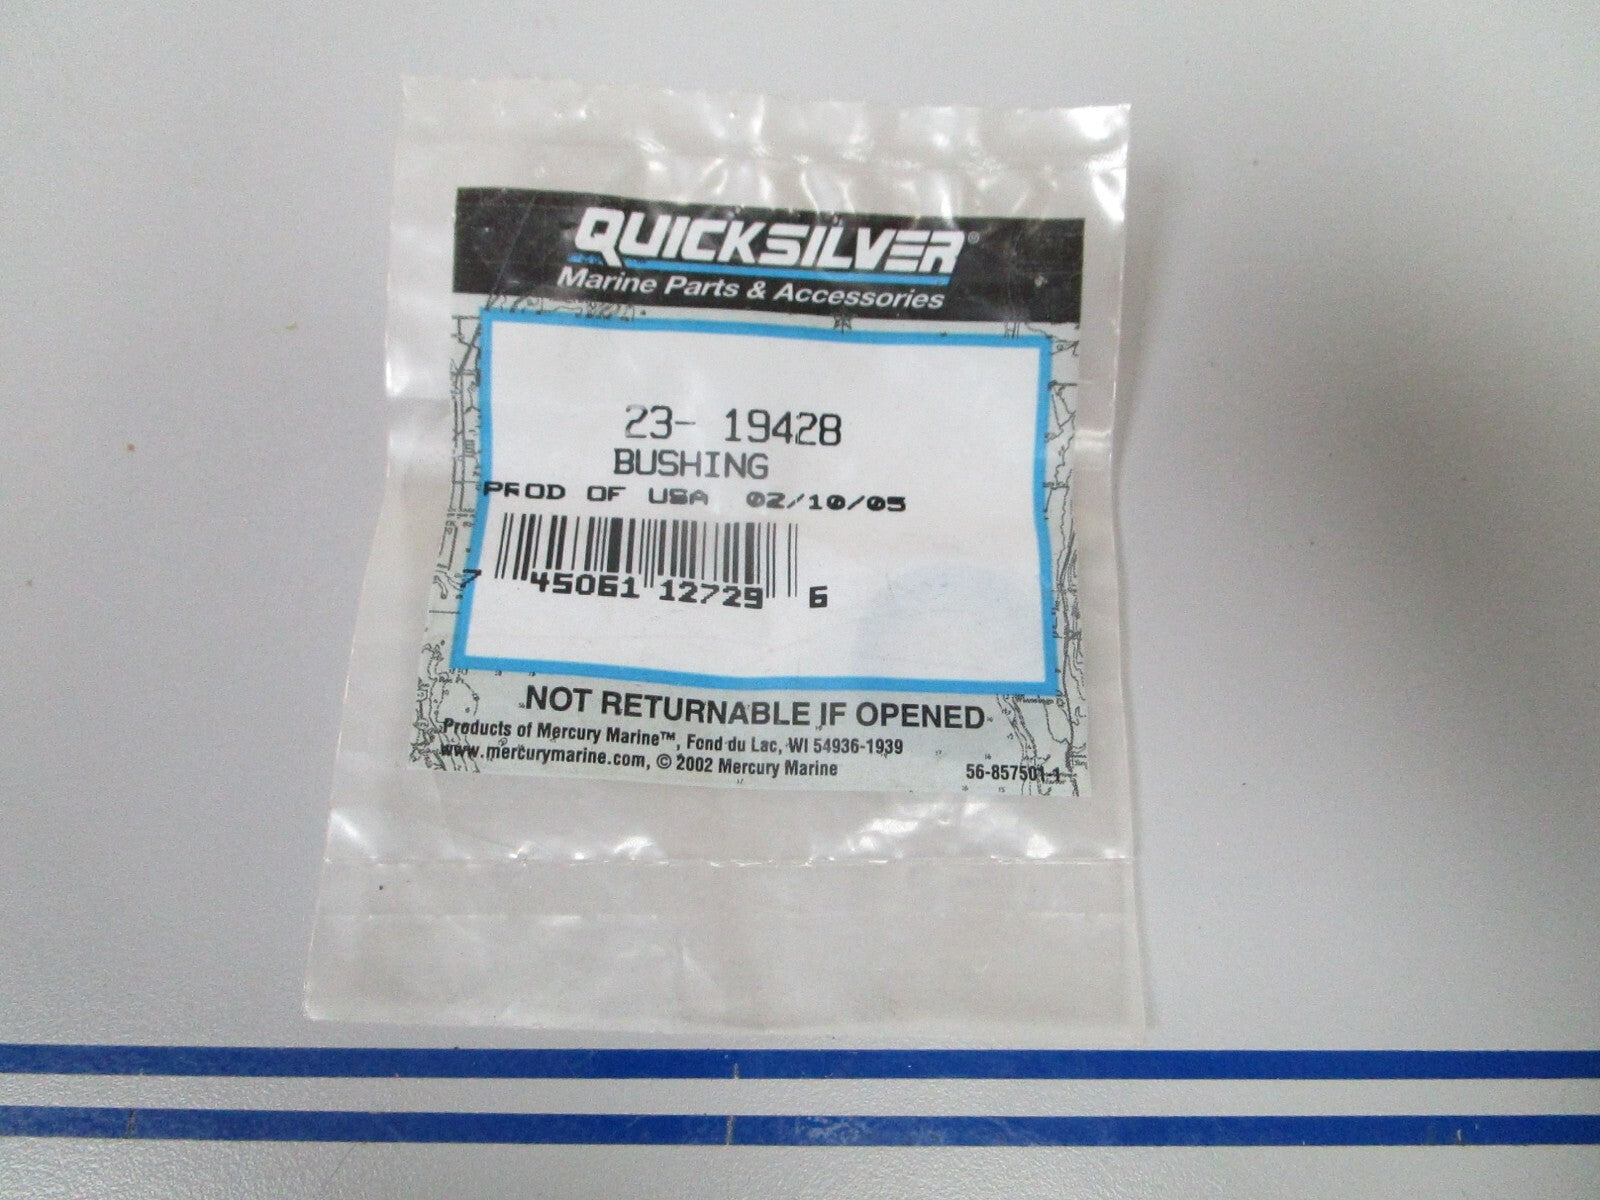 QUICKSILVER®
Marine Parts & Accessories
23- 19428
BUSHING
PROD OF USA 02/10/05
7 45061 12729 6
NOT RETURNABLE IF OPENED
Products of Mercury Marine™, Fond du Lac, WI 54936-1939
www.mercurymarine.com, © 2002 Mercury Marine
56-857501-1